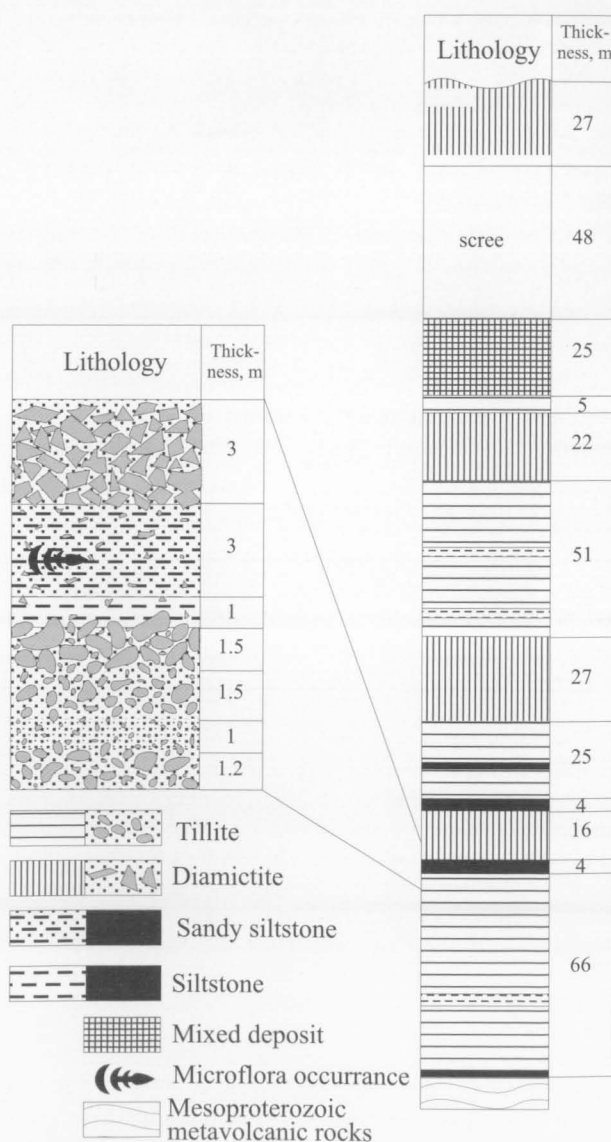 Lithology
Thick-
ness, m
27
scree
48
25
5
22
51
27
25
4
16
4
66
Lithology
Thick-
ness, m
3
3
1
1.5
1.5
1
1.2
Tillite
Diamictite
Sandy siltstone
Siltstone
Mixed deposit
Microflora occurrance
Mesoproterozoic
metavolcanic rocks